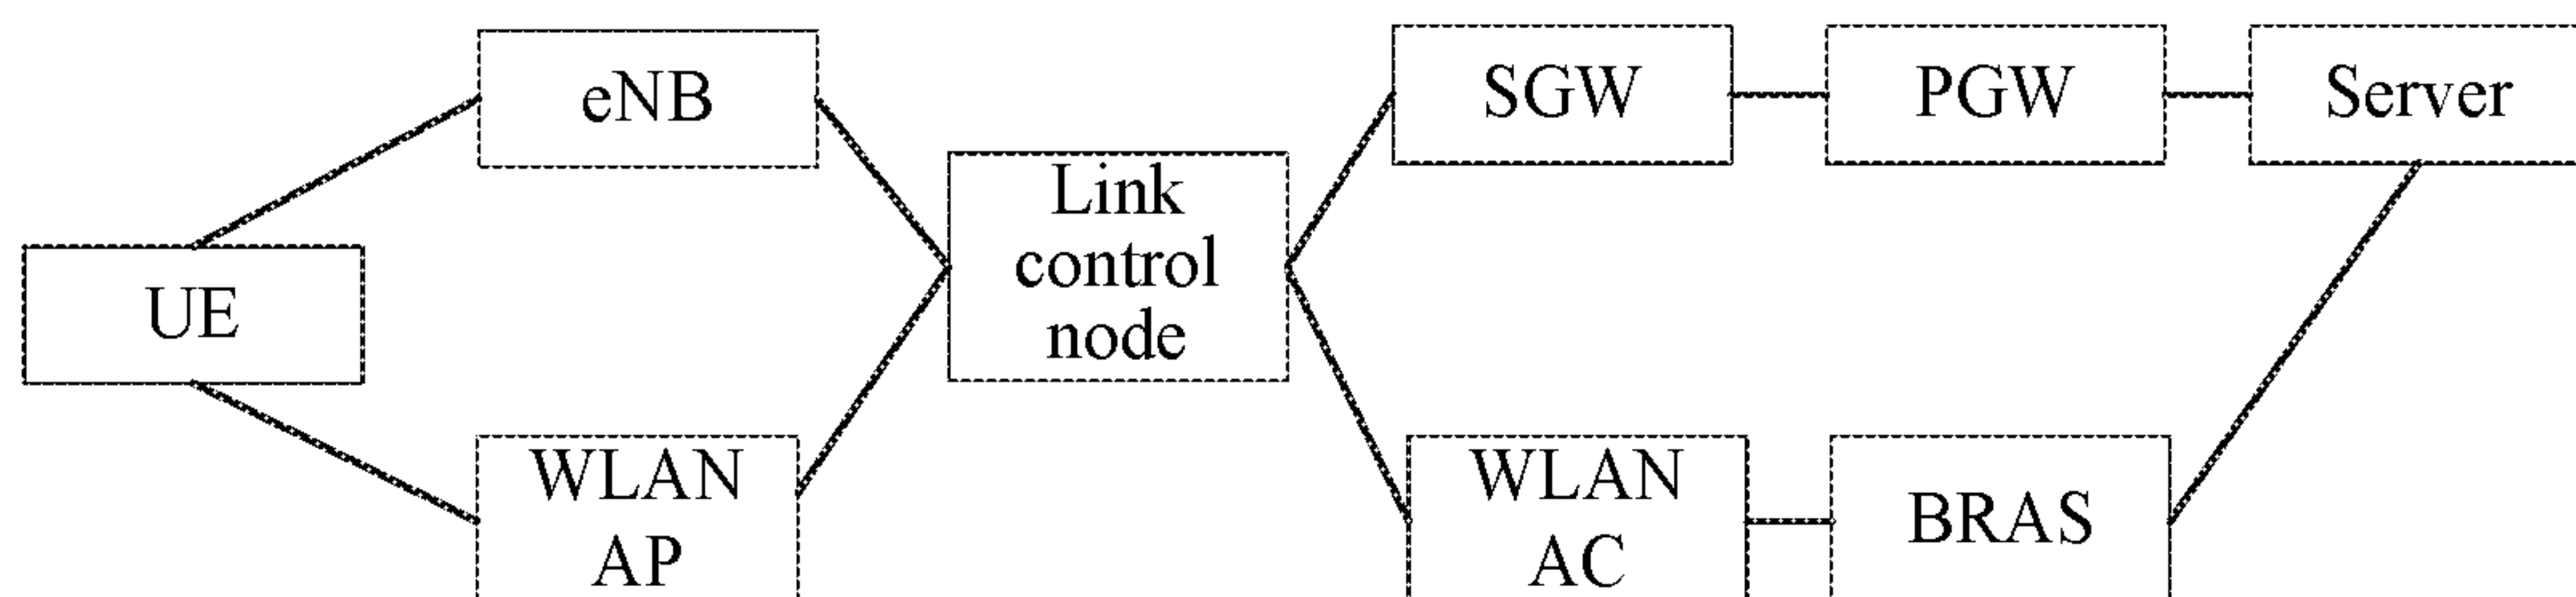 eNB
SGW
PGW
Server
Link
control
node
UE
WLAN
AP
WLAN
AC
BRAS